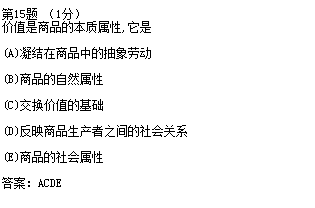 第15题 (1分)
价值是商品的本质属性,它是
(A)凝结在商品中的抽象劳动
(B)商品的自然属性
(C)交换价值的基础
(D)反映商品生产者之间的社会关系
(E)商品的社会属性
答案: ACDE